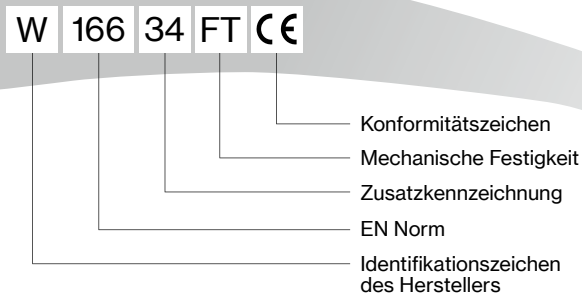 W 166 34 FT CE
Konformitätszeichen
Mechanische Festigkeit
Zusatzkennzeichnung
EN Norm
Identifikationszeichen
des Herstellers